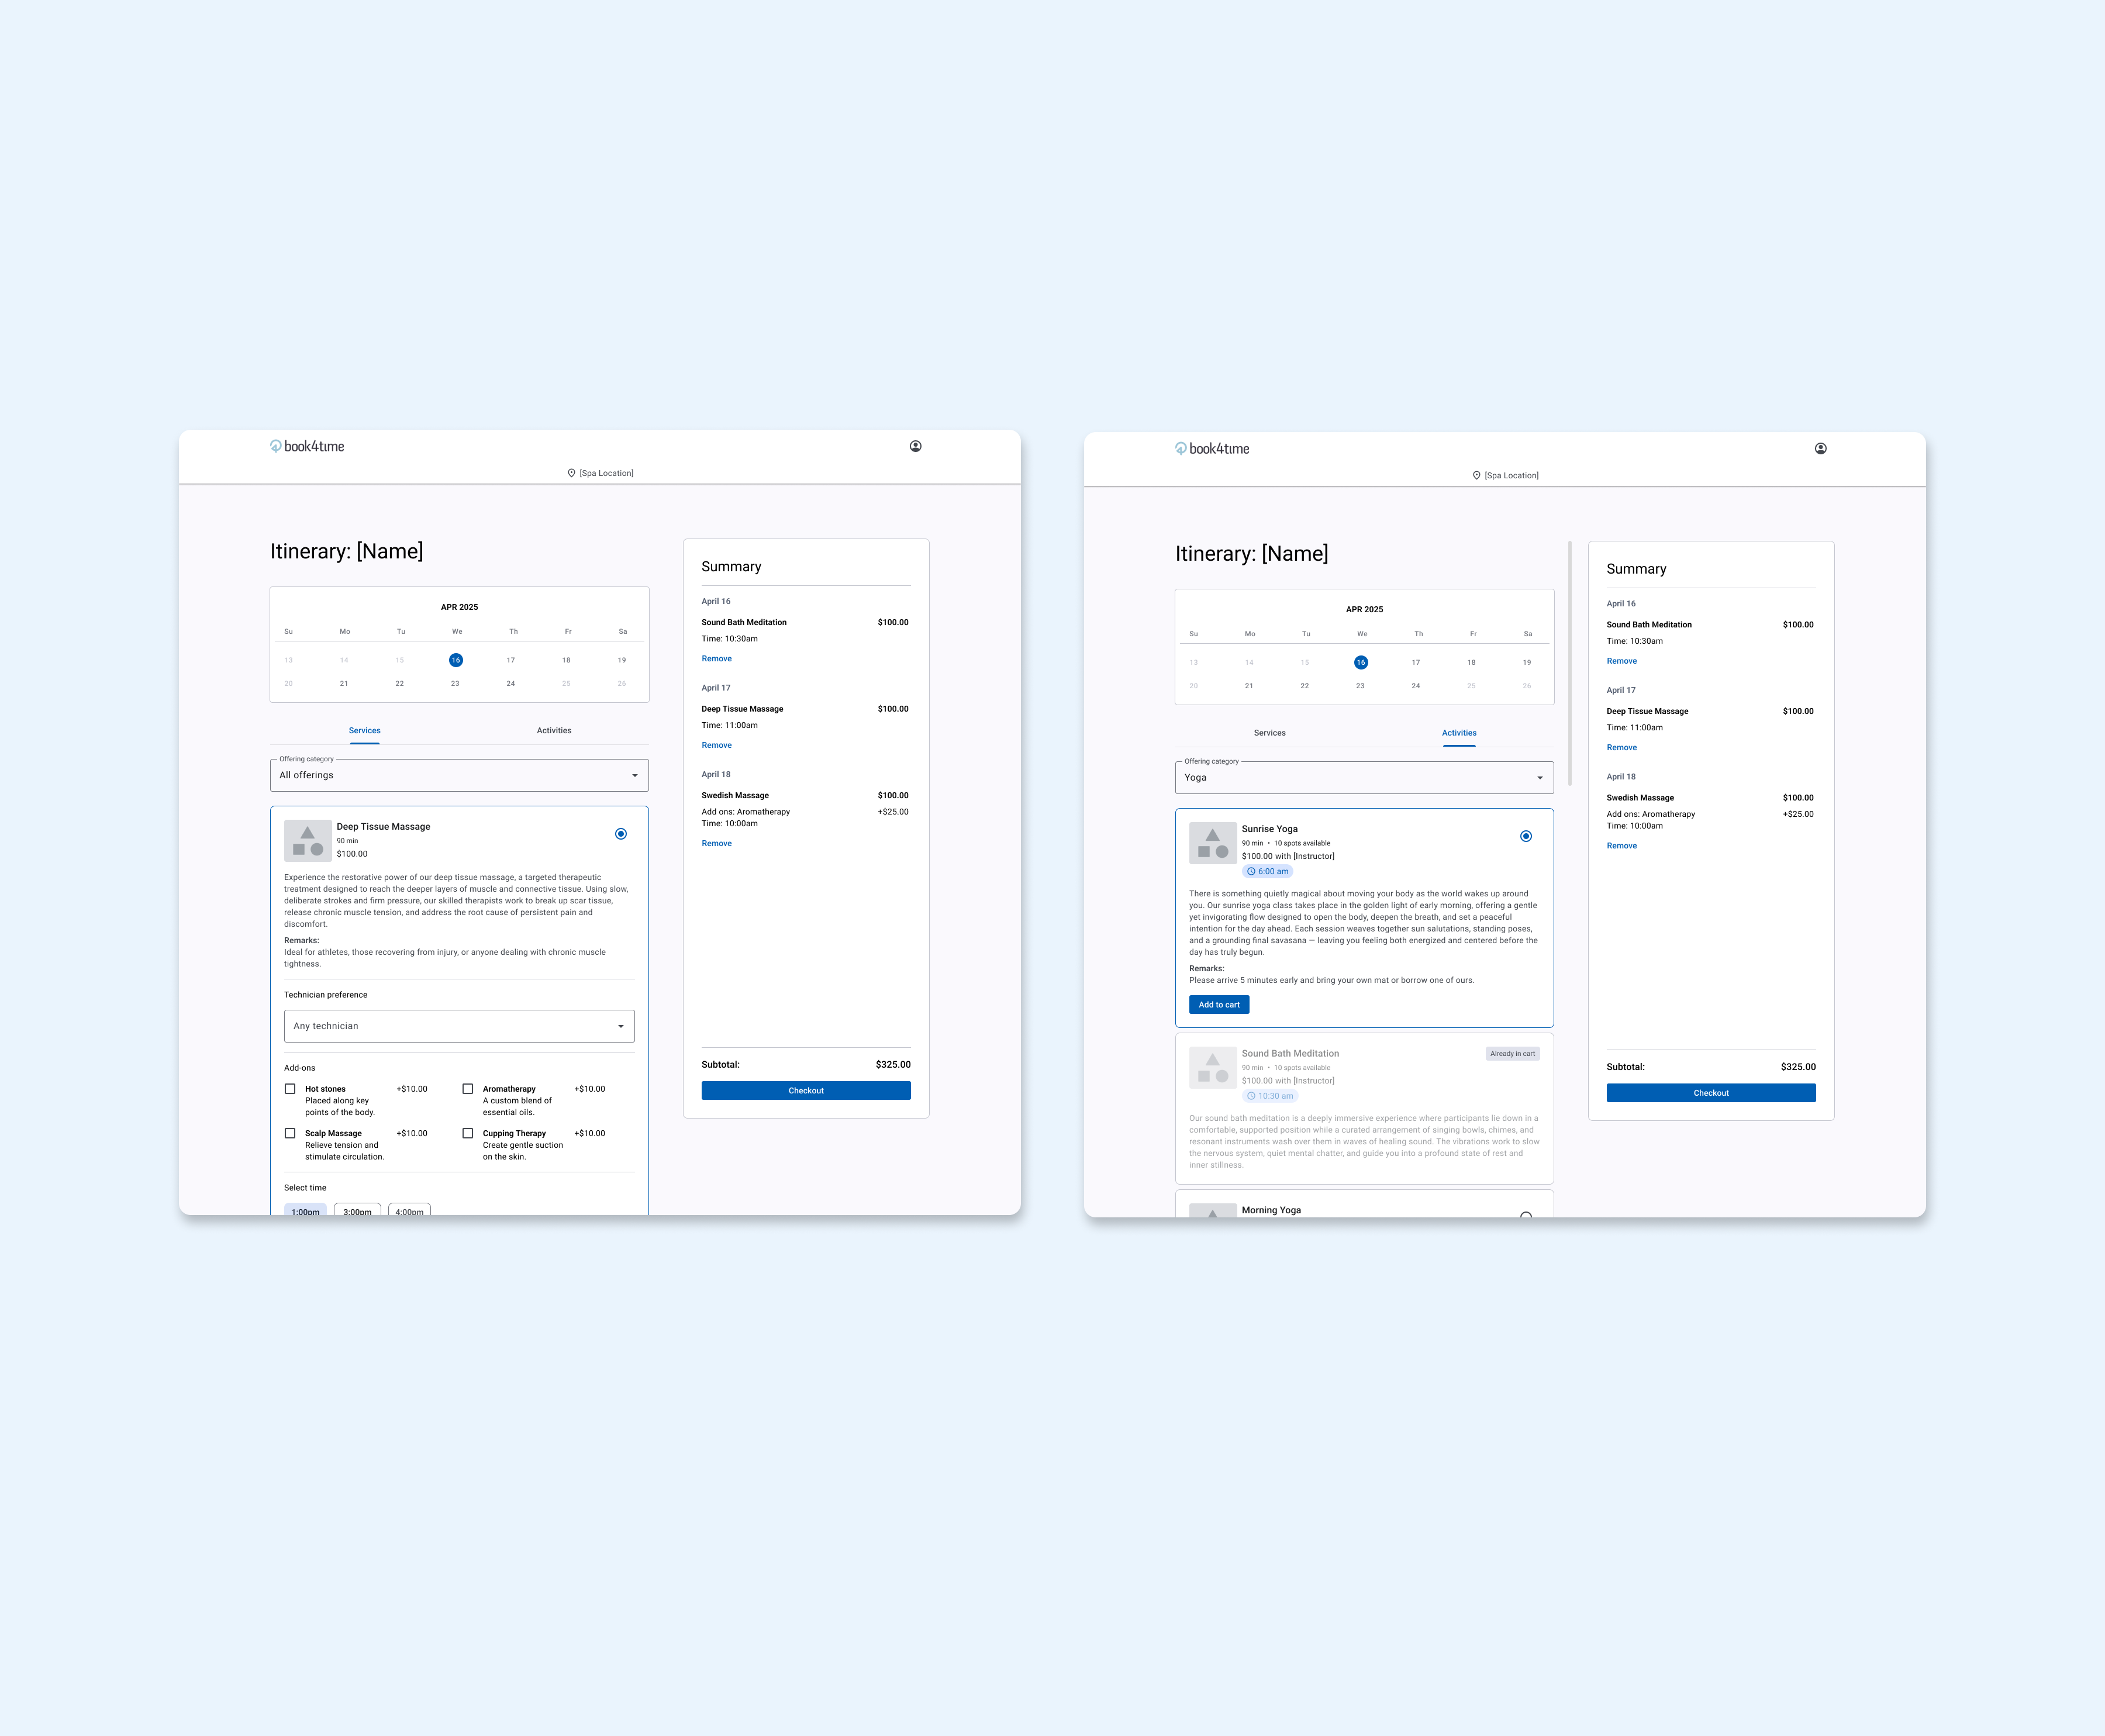 book4time
[Spa Location]
Itinerary: [Name]
APR 2025
Su Mo Tu We Th Fr Sa
13 14 15 16 17 18 19
20 21 22 23 24 25 26
Services Activities
Offering category
All offerings
Deep Tissue Massage
90 min
$100.00
Experience the restorative power of our deep tissue massage, a targeted therapeutic
treatment designed to reach the deeper layers of muscle and connective tissue. Using slow,
deliberate strokes and firm pressure, our skilled therapists work to break up scar tissue,
release chronic muscle tension, and address the root cause of persistent pain and
discomfort.
Remarks:
Ideal for athletes, those recovering from injury, or anyone dealing with chronic muscle
tightness.
Technician preference
Any technician
Add-ons
Hot stones +$10.00
Placed along key
points of the body.
Aromatherapy +$10.00
A custom blend of
essential oils.
Scalp Massage +$10.00
Relieve tension and
stimulate circulation.
Cupping Therapy +$10.00
Create gentle suction
on the skin.
Select time
1:00pm 3:00pm 4:00pm
Summary
April 16
Sound Bath Meditation $100.00
Time: 10:30am
Remove
April 17
Deep Tissue Massage $100.00
Time: 11:00am
Remove
April 18
Swedish Massage $100.00
Add ons: Aromatherapy +$25.00
Time: 10:00am
Remove
Subtotal: $325.00
Checkout
book4time
[Spa Location]
Itinerary: [Name]
APR 2025
Su Mo Tu We Th Fr Sa
13 14 15 16 17 18 19
20 21 22 23 24 25 26
Services Activities
Offering category
Yoga
Sunrise Yoga
90 min • 10 spots available
$100.00 with [Instructor]
6:00 am
There is something quietly magical about moving your body as the world wakes up around
you. Our sunrise yoga class takes place in the golden light of early morning, offering a gentle
yet invigorating flow designed to open the body, deepen the breath, and set a peaceful
intention for the day ahead. Each session weaves together sun salutations, standing poses,
and a grounding final savasana — leaving you feeling both energized and centered before the
day has truly begun.
Remarks:
Please arrive 5 minutes early and bring your own mat or borrow one of ours.
Add to cart
Sound Bath Meditation
Already in cart
90 min • 10 spots available
$100.00 with [Instructor]
10:30 am
Our sound bath meditation is a deeply immersive experience where participants lie down in a
comfortable, supported position while a curated arrangement of singing bowls, chimes, and
resonant instruments wash over them in waves of healing sound. The vibrations work to slow
the nervous system, quiet mental chatter, and guide you into a profound state of rest and
inner stillness.
Morning Yoga
Summary
April 16
Sound Bath Meditation $100.00
Time: 10:30am
Remove
April 17
Deep Tissue Massage $100.00
Time: 11:00am
Remove
April 18
Swedish Massage $100.00
Add ons: Aromatherapy +$25.00
Time: 10:00am
Remove
Subtotal: $325.00
Checkout